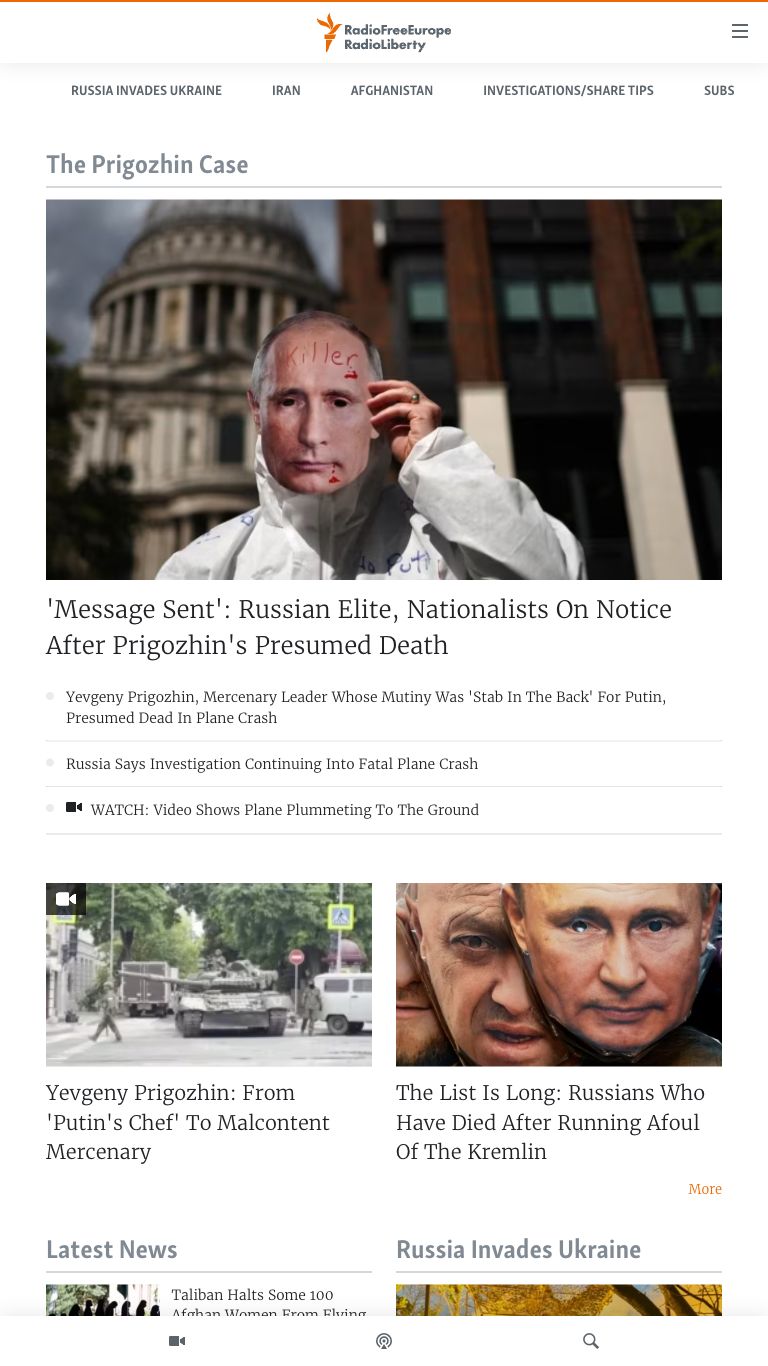 RadioFreeEurope
RadioLiberty
RUSSIA INVADES UKRAINE
IRAN
AFGHANISTAN
INVESTIGATIONS/SHARE TIPS
SUBS
The Prigozhin Case
Killer
to Puti
'Message Sent': Russian Elite, Nationalists On Notice
After Prigozhin's Presumed Death
Yevgeny Prigozhin, Mercenary Leader Whose Mutiny Was 'Stab In The Back' For Putin,
Presumed Dead In Plane Crash
Russia Says Investigation Continuing Into Fatal Plane Crash
WATCH: Video Shows Plane Plummeting To The Ground
Yevgeny Prigozhin: From
'Putin's Chef' To Malcontent
Mercenary
The List Is Long: Russians Who
Have Died After Running Afoul
Of The Kremlin
More
Latest News
Russia Invades Ukraine
Taliban Halts Some 100
Afghan Women From Flying